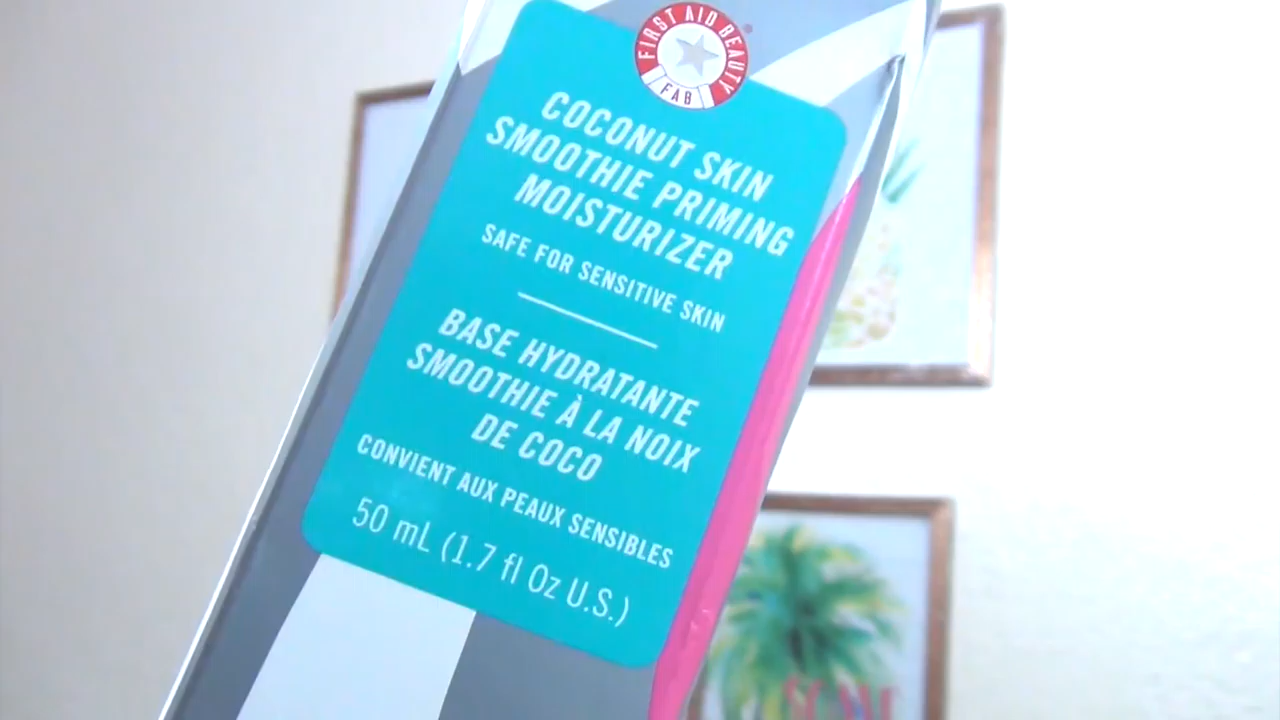 FIRST AID BEAUTY
FAB
COCONUT SKIN
SMOOTHIE PRIMING
MOISTURIZER
SAFE FOR SENSITIVE SKIN
BASE HYDRATANTE
SMOOTHIE À LA NOIX
DE COCO
CONVIENT AUX PEAUX SENSIBLES
50 mL (1.7 fl Oz U.S.)